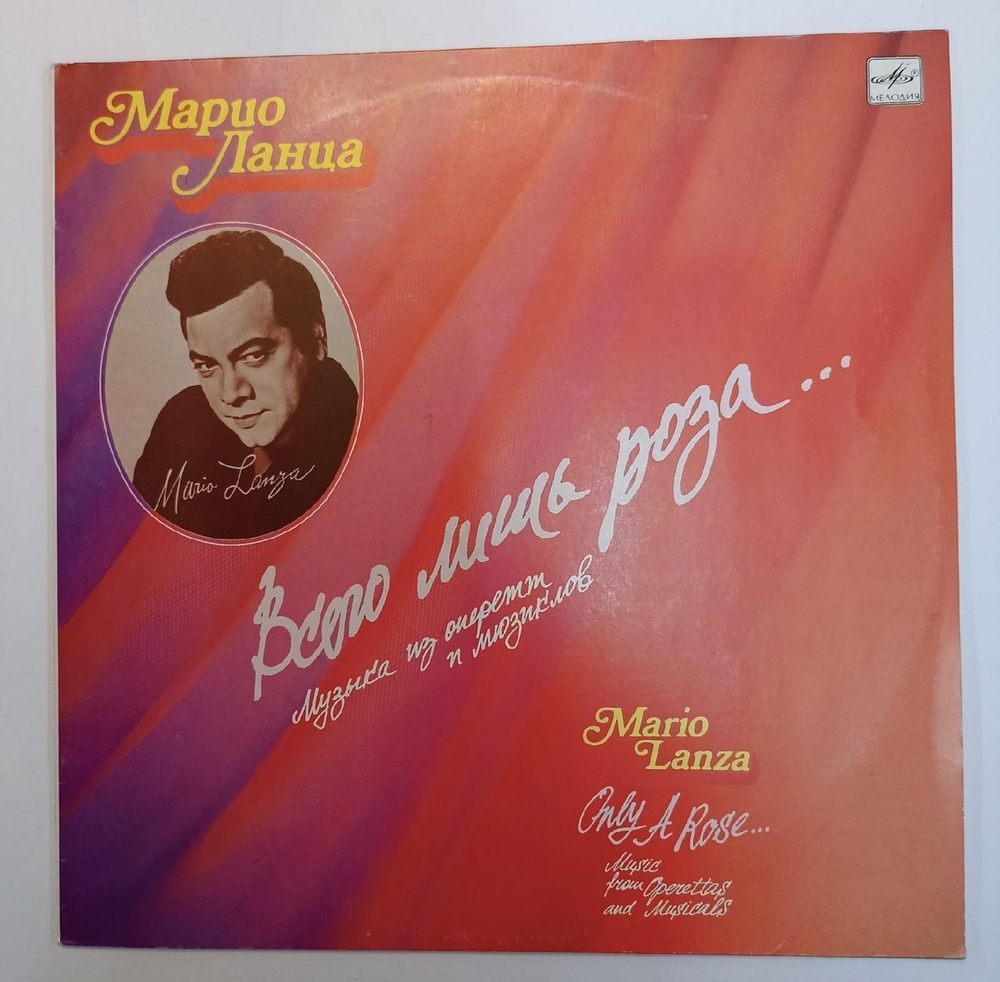 Марио
Ланца
МЕЛОДИЯ
Mario Lanza
Всего лишь роза...
Музыка из оперетт
и мюзиклов
Mario
Lanza
Only A Rose...
Music
from Operettas
and Musicals